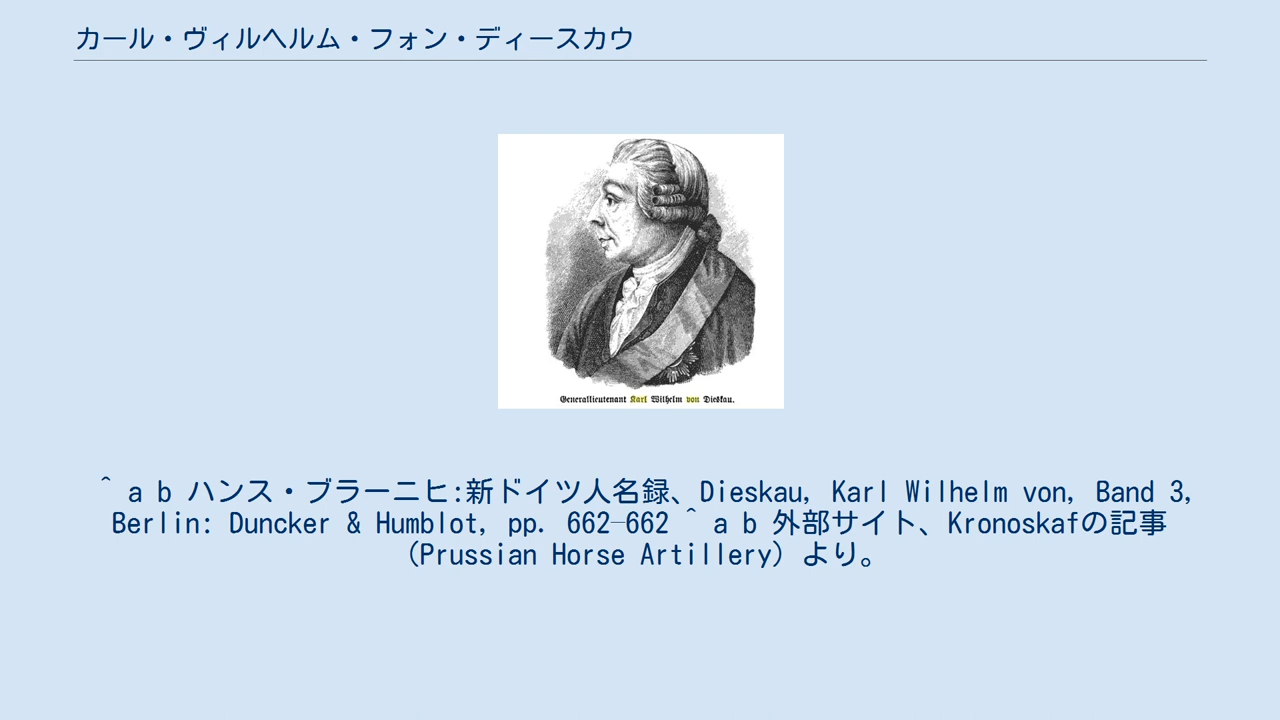 カール・ヴィルヘルム・フォン・ディースカウ
Generallieutenant Karl Wilhelm von Dieskau.
^ a b ハンス・ブラーニヒ:新ドイツ人名録、Dieskau, Karl Wilhelm von, Band 3,
Berlin: Duncker & Humblot, pp. 662–662 ^ a b 外部サイト、Kronoskafの記事
(Prussian Horse Artillery) より。